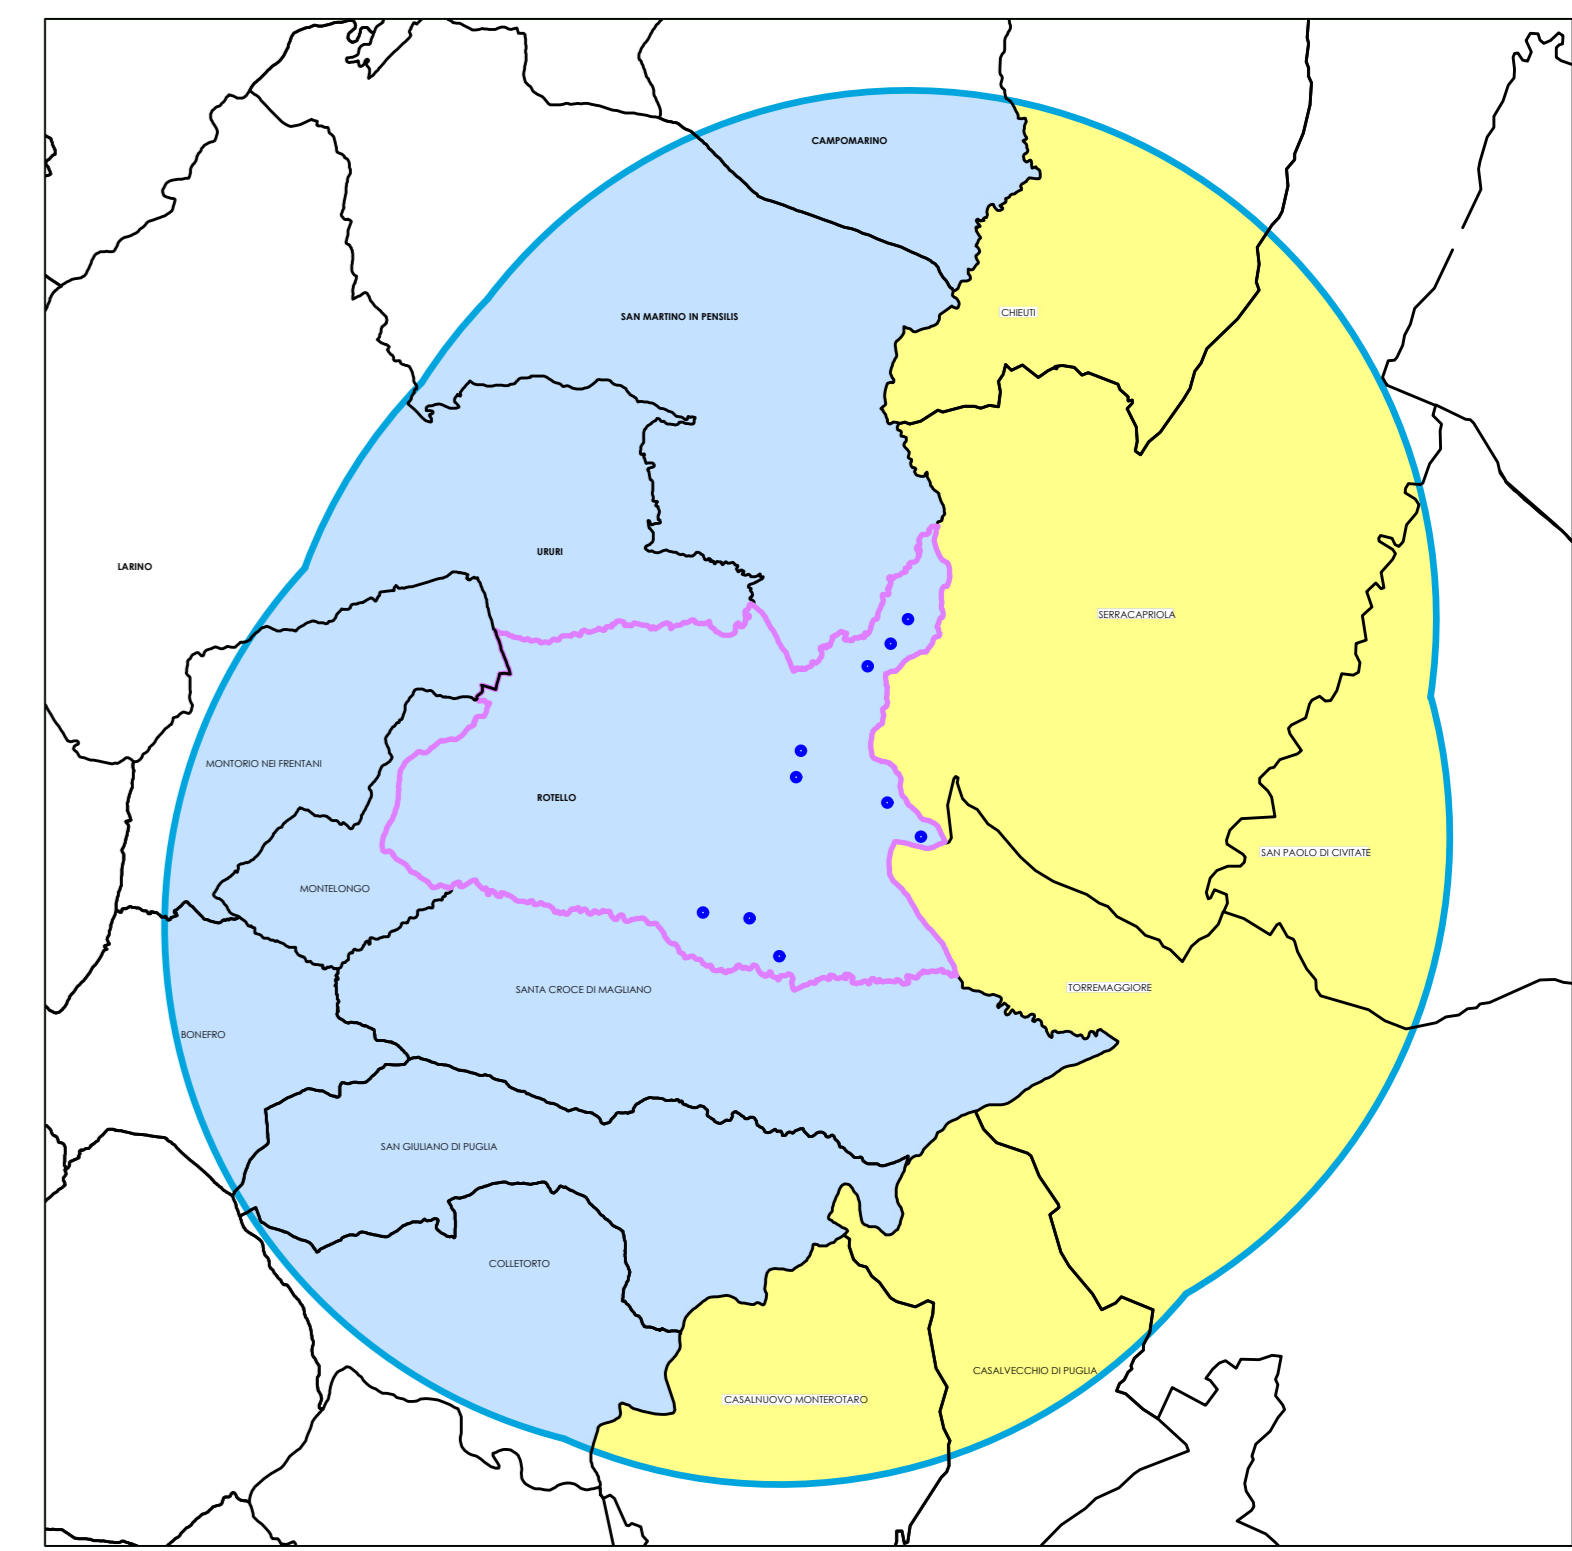 CAMPOMARINO
CHIEUTI
SAN MARTINO IN PENSILIS
URURI
LARINO
SERRACAPRIOLA
MONTORIO NEI FRENTANI
ROTELLO
SAN PAOLO DI CIVITATE
MONTELONGO
TORREMAGGIORE
SANTA CROCE DI MAGLIANO
BONEFRO
SAN GIULIANO DI PUGLIA
COLLETORTO
CASALVECCHIO DI PUGLIA
CASALNUOVO MONTEROTARO